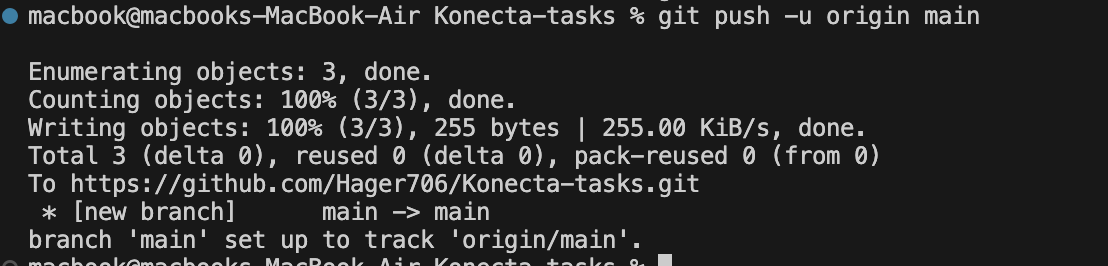 macbook@macbooks-MacBook-Air Konecta-tasks % git push -u origin main
Enumerating objects: 3, done.
Counting objects: 100% (3/3), done.
Writing objects: 100% (3/3), 255 bytes | 255.00 KiB/s, done.
Total 3 (delta 0), reused 0 (delta 0), pack-reused 0 (from 0)
To https://github.com/Hager706/Konecta-tasks.git
 * [new branch]      main -> main
branch 'main' set up to track 'origin/main'.
macbook@macbooks-MacBook-Air Konecta-tasks %